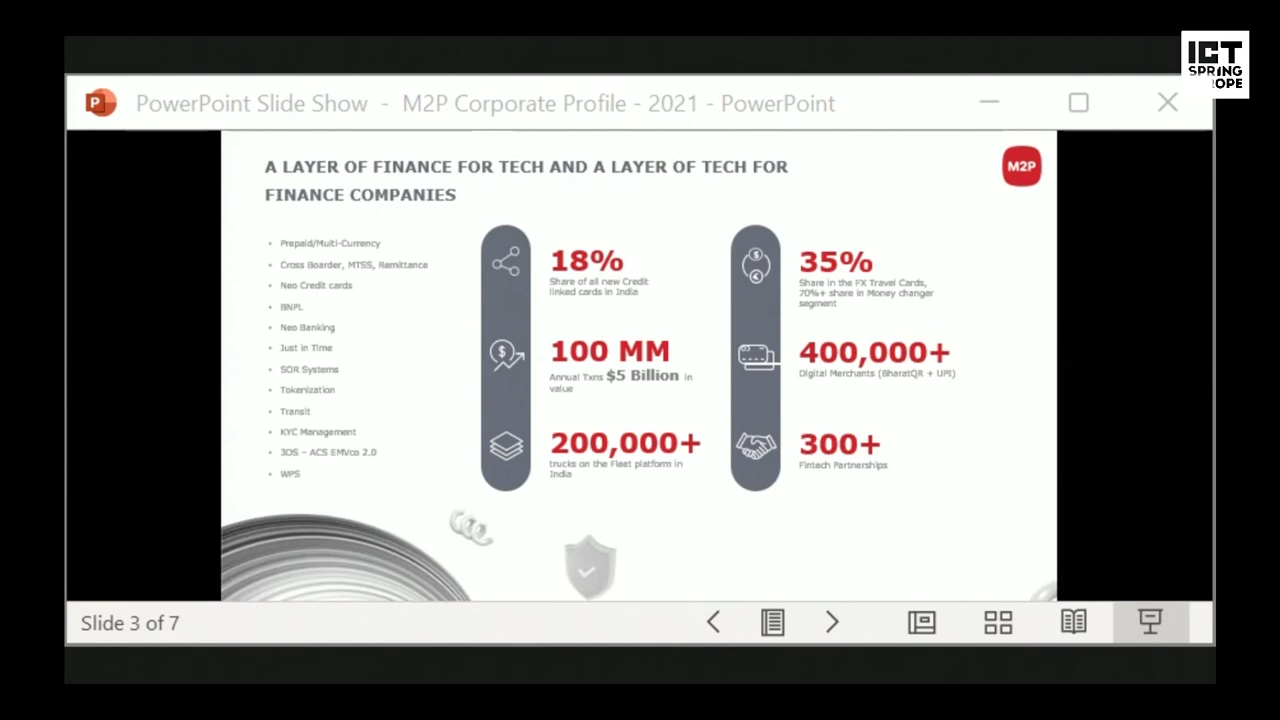 ICT
SPRING
ROPE
PowerPoint Slide Show - M2P Corporate Profile - 2021 - PowerPoint
A LAYER OF FINANCE FOR TECH AND A LAYER OF TECH FOR
FINANCE COMPANIES
M2P
• Prepaid/Multi-Currency
• Cross Boarder, MTSS, Remittance
• Neo Credit cards
• BNPL
• Neo Banking
• Just in Time
• SOR Systems
• Tokenization
• Transit
• KYC Management
• 3DS – ACS EMVco 2.0
• WPS
18%
Share of all new Credit
linked cards in India
100 MM
Annual Txns $5 Billion in
value
200,000+
trucks on the Fleet platform in
India
35%
Share in the FX Travel Cards,
70%+ share in Money changer
segment
400,000+
Digital Merchants (BharatQR + UPI)
300+
Fintech Partnerships
Slide 3 of 7